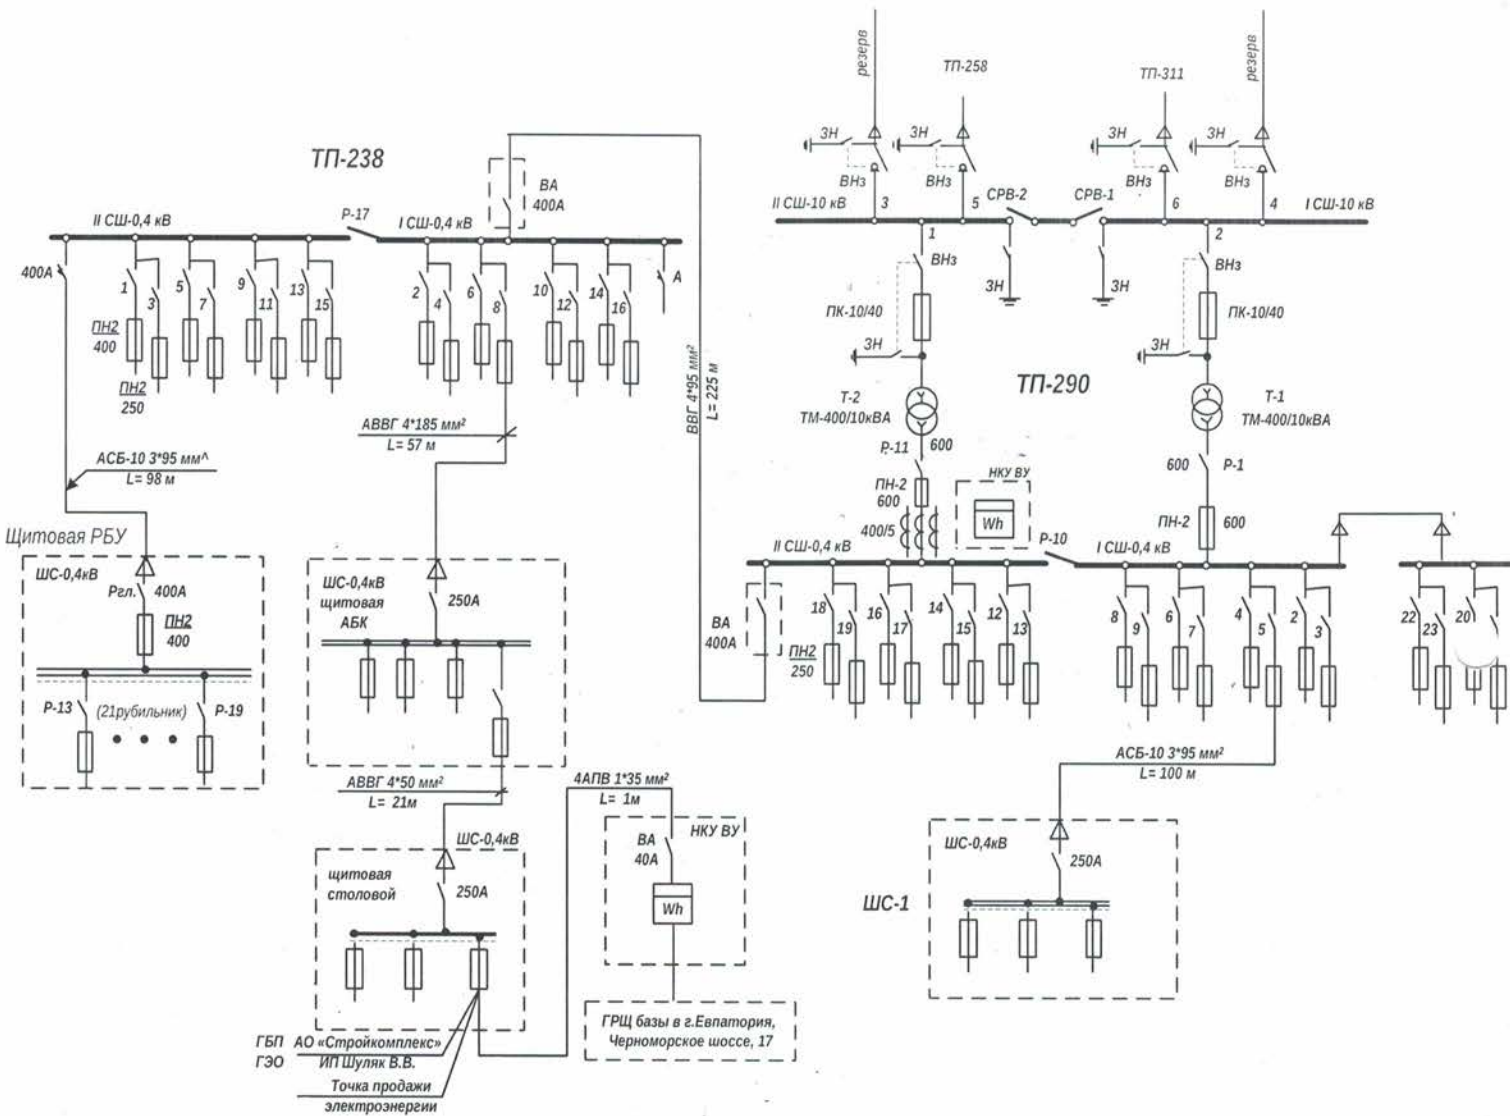 резерв
ТП-258
ТП-311
резерв
ЗН
ЗН
ЗН
ЗН
ВНз
ВНз
ВНз
ВНз
3
5
6
4
II СШ-10 кВ
СРВ-2
СРВ-1
I СШ-10 кВ
1
2
ВНз
ВНз
ЗН
ЗН
ПК-10/40
ПК-10/40
ЗН
ЗН
ТП-290
Т-2
ТМ-400/10кВА
Т-1
ТМ-400/10кВА
Р-11
600
600
Р-1
ПН-2
600
400/5
НКУ ВУ
Wh
ПН-2
600
II СШ-0,4 кВ
Р-10
I СШ-0,4 кВ
ВА
400А
ПН2
250
18
19
16
17
14
15
12
13
8
9
6
7
4
5
2
3
22
23
20
АСБ-10 3*95 мм²
L= 100 м
ШС-1
ШС-0,4кВ
250А
ТП-238
ВА
400А
II СШ-0,4 кВ
Р-17
I СШ-0,4 кВ
400А
1
3
5
7
9
11
13
15
2
4
6
8
10
12
14
16
А
ПН2
400
ПН2
250
ВВГ 4*95 мм²
L= 225 м
АВВГ 4*185 мм²
L= 57 м
АСБ-10 3*95 мм^
L= 98 м
Щитовая РБУ
ШС-0,4кВ
Ргл.
400А
ПН2
400
Р-13
(21рубильник)
Р-19
ШС-0,4кВ
щитовая
АБК
250А
АВВГ 4*50 мм²
L= 21м
ШС-0,4кВ
щитовая
столовой
250А
4АПВ 1*35 мм²
L= 1м
НКУ ВУ
ВА
40А
Wh
ГРЩ базы в г.Евпатория,
Черноморское шоссе, 17
ГБП АО «Стройкомплекс»
ГЭО ИП Шуляк В.В.
Точка продажи
электроэнергии